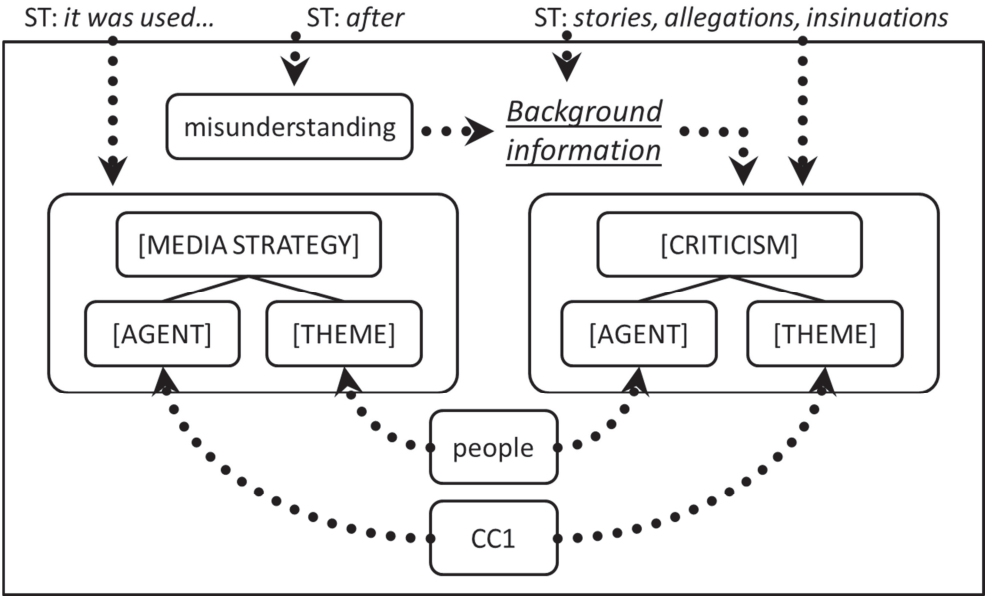 ST: it was used... ST: after ST: stories, allegations, insinuations
misunderstanding
Background
information
[MEDIA STRATEGY] [CRITICISM]
[AGENT] [THEME] [AGENT] [THEME]
people
CC1